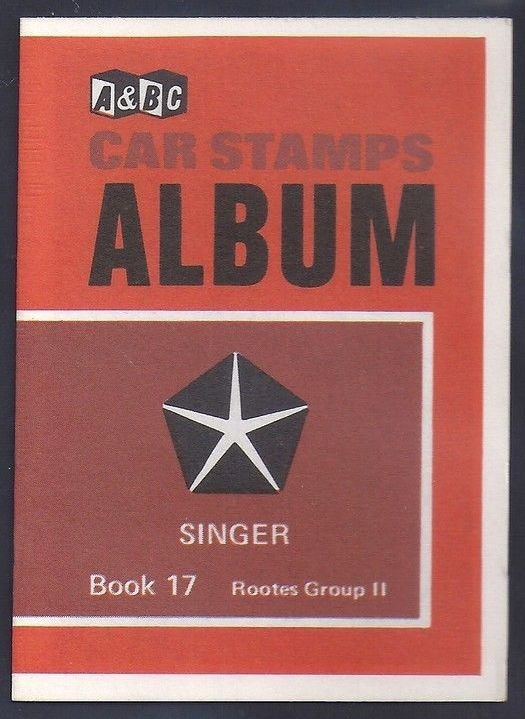 A&BC
CAR STAMPS
ALBUM
SINGER
Book 17 Rootes Group II